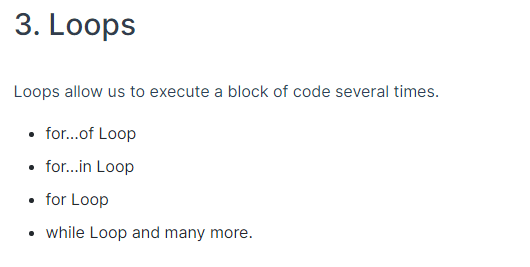 3. Loops
Loops allow us to execute a block of code several times.
• for...of Loop
• for...in Loop
• for Loop
• while Loop and many more.